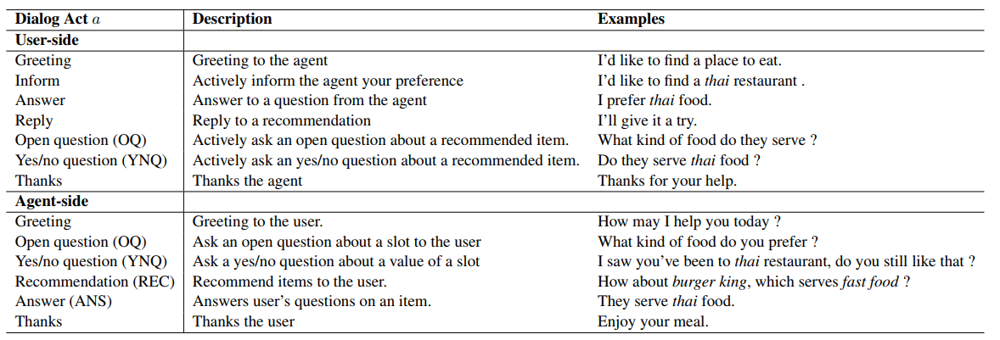 Dialog Act a Description Examples
User-side
Greeting Greeting to the agent I'd like to find a place to eat.
Inform Actively inform the agent your preference I'd like to find a thai restaurant .
Answer Answer to a question from the agent I prefer thai food.
Reply Reply to a recommendation I'll give it a try.
Open question (OQ) Actively ask an open question about a recommended item. What kind of food do they serve ?
Yes/no question (YNQ) Actively ask an yes/no question about a recommended item. Do they serve thai food ?
Thanks Thanks the agent Thanks for your help.
Agent-side
Greeting Greeting to the user. How may I help you today ?
Open question (OQ) Ask an open question about a slot to the user What kind of food do you prefer ?
Yes/no question (YNQ) Ask a yes/no question about a value of a slot I saw you've been to thai restaurant, do you still like that ?
Recommendation (REC) Recommend items to the user. How about burger king, which serves fast food ?
Answer (ANS) Answers user's questions on an item. They serve thai food.
Thanks Thanks the user Enjoy your meal.